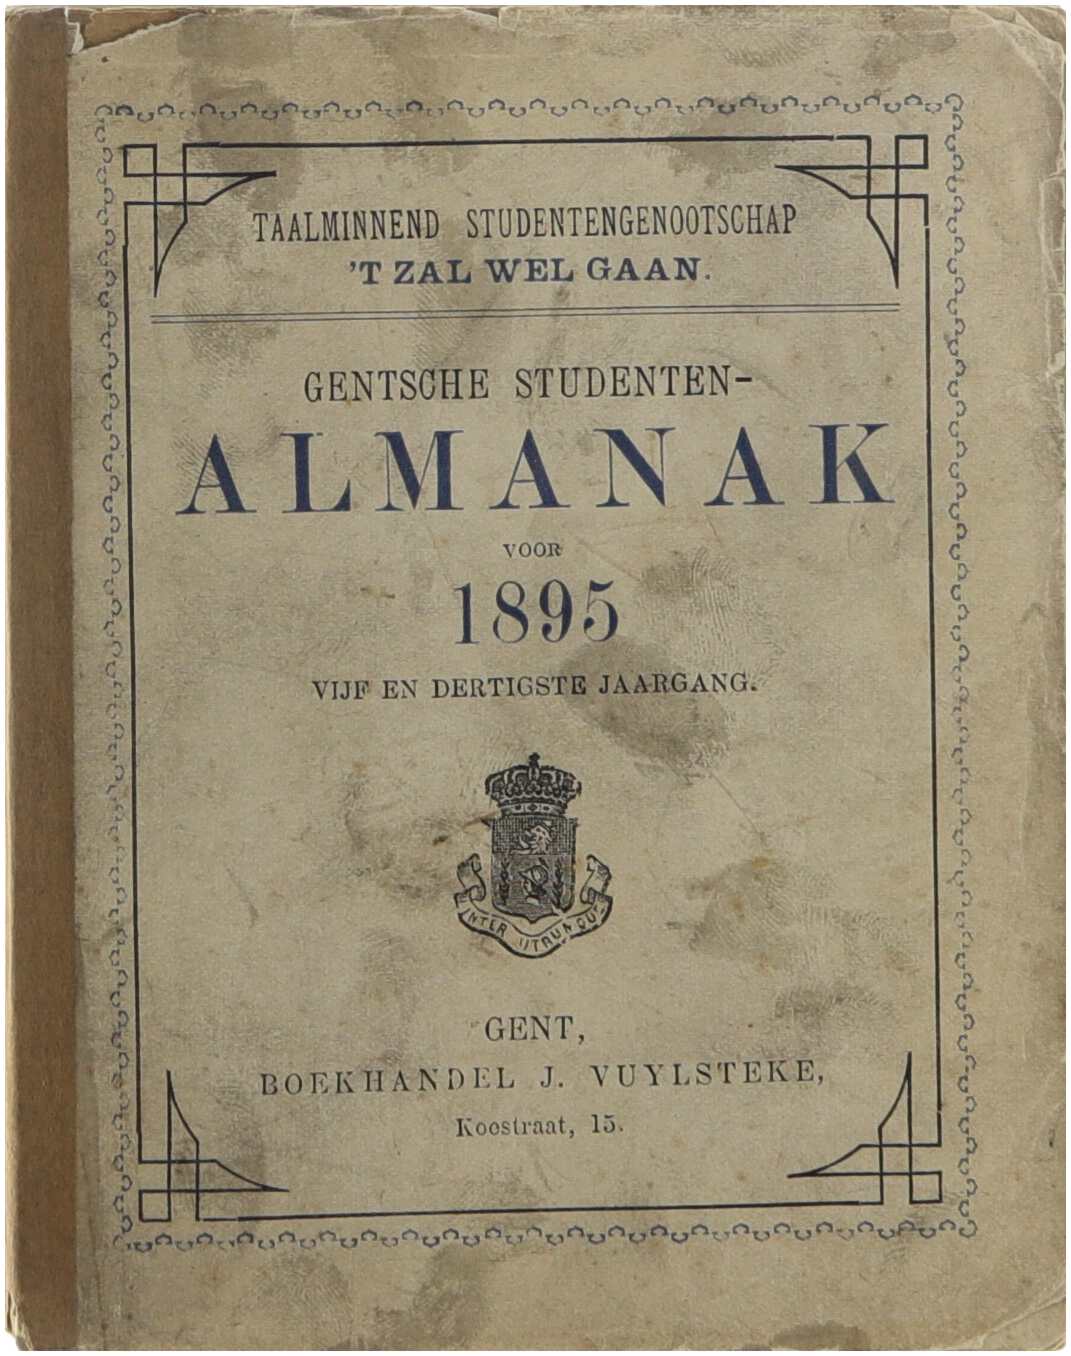 TAALMINNEND STUDENTENGENOOTSCHAP
'T ZAL WEL GAAN.
GENTSCHE STUDENTEN-
ALMANAK
VOOR
1895
VIJF EN DERTIGSTE JAARGANG.
INTER UTRUMQUE
GENT,
BOEKHANDEL J. VUYLSTEKE,
Koestraat, 15.